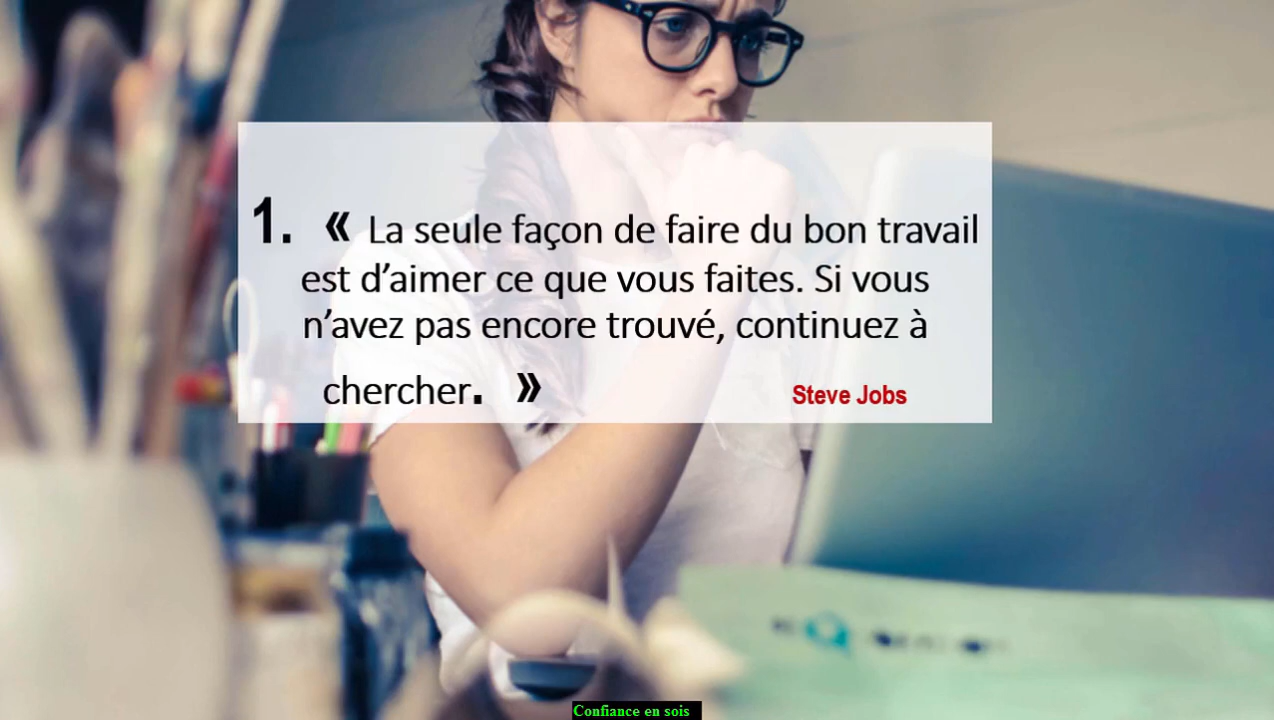 1. « La seule façon de faire du bon travail
est d’aimer ce que vous faites. Si vous
n’avez pas encore trouvé, continuez à
chercher. »
Steve Jobs
Confiance en sois